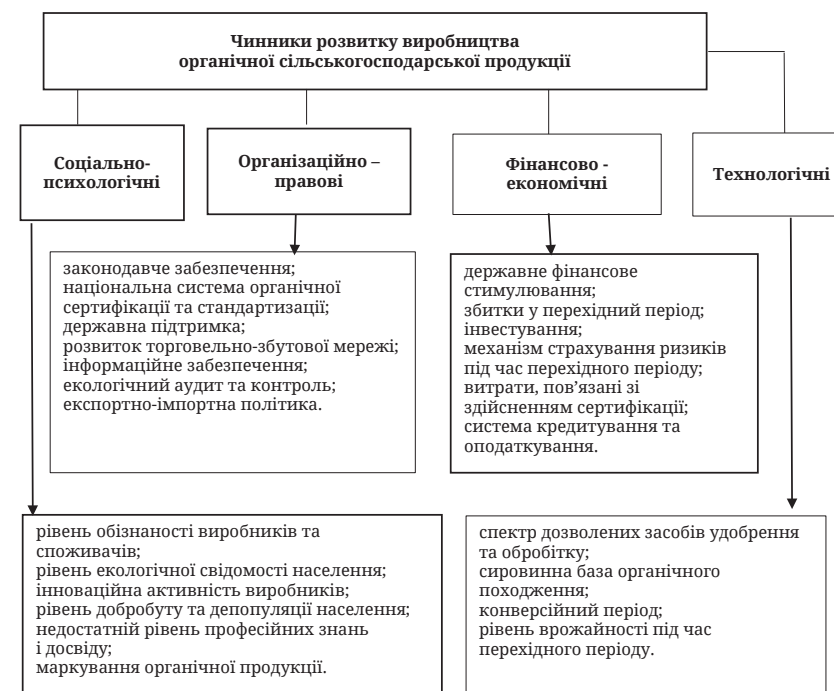 Чинники розвитку виробництва
органічної сільськогосподарської продукції
Соціально-
психологічні
Організаційно –
правові
Фінансово -
економічні
Технологічні
законодавче забезпечення;
національна система органічної
сертифікації та стандартизації;
державна підтримка;
розвиток торговельно-збутової мережі;
інформаційне забезпечення;
екологічний аудит та контроль;
експортно-імпортна політика.
державне фінансове
стимулювання;
збитки у перехідний період;
інвестування;
механізм страхування ризиків
під час перехідного періоду;
витрати, пов’язані зі
здійсненням сертифікації;
система кредитування та
оподаткування.
рівень обізнаності виробників та
споживачів;
рівень екологічної свідомості населення;
інноваційна активність виробників;
рівень добробуту та депопуляції населення;
недостатній рівень професійних знань
і досвіду;
маркування органічної продукції.
спектр дозволених засобів удобрення
та обробітку;
сировинна база органічного
походження;
конверсійний період;
рівень врожайності під час
перехідного періоду.